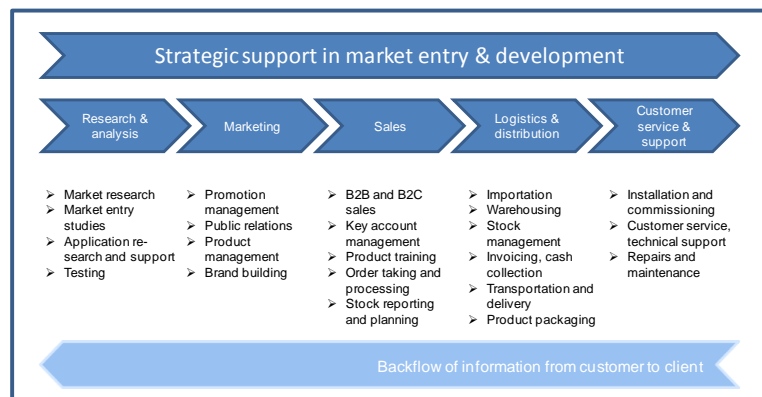 Strategic support in market entry & development
Research &
analysis
Marketing
Sales
Logistics &
distribution
Customer
service &
support
➢ Market research
➢ Market entry
studies
➢ Application re-
search and support
➢ Testing
➢ Promotion
management
➢ Public relations
➢ Product
management
➢ Brand building
➢ B2B and B2C
sales
➢ Key account
management
➢ Product training
➢ Order taking and
processing
➢ Stock reporting
and planning
➢ Importation
➢ Warehousing
➢ Stock
management
➢ Invoicing, cash
collection
➢ Transportation and
delivery
➢ Product packaging
➢ Installation and
commissioning
➢ Customer service,
technical support
➢ Repairs and
maintenance
Backflow of information from customer to client